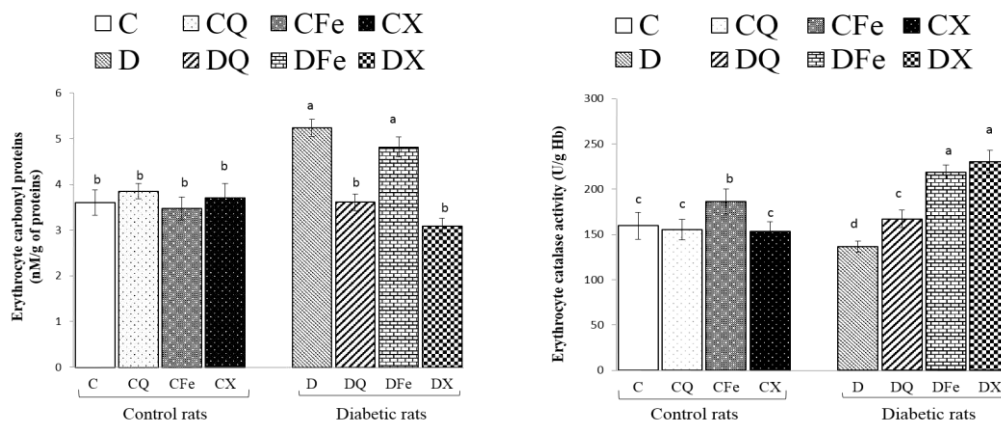 C CQ CFe CX
D DQ DFe DX
Erythrocyte carbonyl proteins
(nM/g of proteins)
6
5
4
3
2
1
0
b b b b a b a b
C CQ CFe CX D DQ DFe DX
Control rats Diabetic rats
C CQ CFe CX
D DQ DFe DX
Erythrocyte catalase activity (U/g Hb)
300
250
200
150
100
50
0
c c b c d c a a
C CQ CFe CX D DQ DFe DX
Control rats Diabetic rats